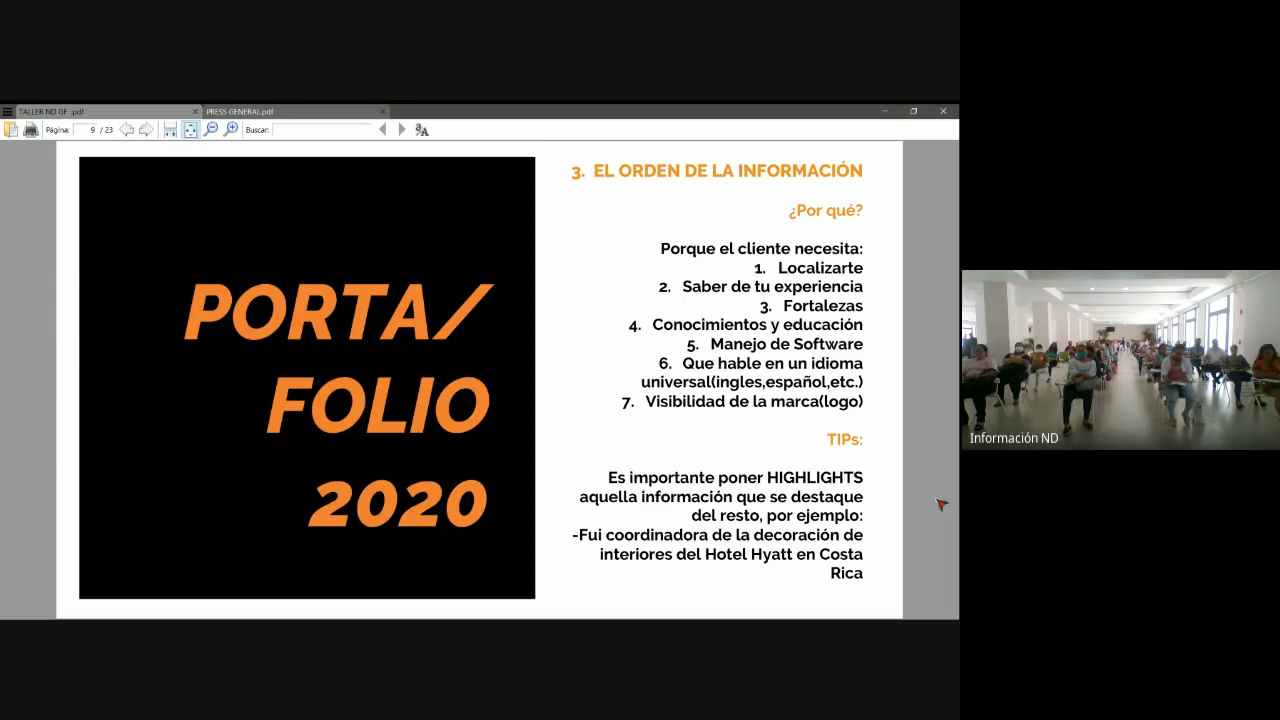 TALLER ND GF .pdf
PRESS GENERAL.pdf
Página:
9
/ 23
Buscar:
PORTA/
FOLIO
2020
3. EL ORDEN DE LA INFORMACIÓN
¿Por qué?
Porque el cliente necesita:
1. Localizarte
2. Saber de tu experiencia
3. Fortalezas
4. Conocimientos y educación
5. Manejo de Software
6. Que hable en un idioma
universal(ingles,español,etc.)
7. Visibilidad de la marca(logo)
TIPs:
Es importante poner HIGHLIGHTS
aquella información que se destaque
del resto, por ejemplo:
-Fui coordinadora de la decoración de
interiores del Hotel Hyatt en Costa
Rica
Información ND